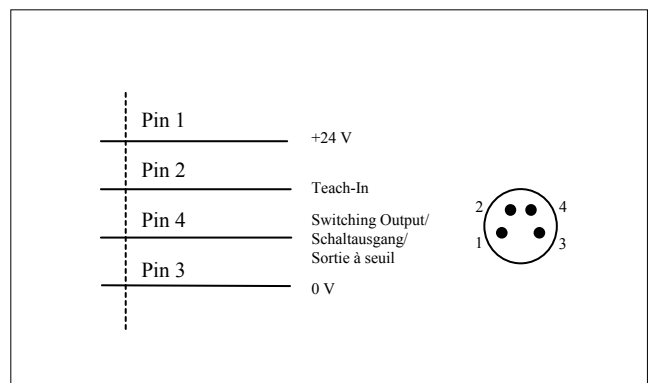 Pin 1
+24 V
Pin 2
Teach-In
Pin 4
Switching Output/
Schaltausgang/
Sortie à seuil
Pin 3
0 V
2
4
1
3